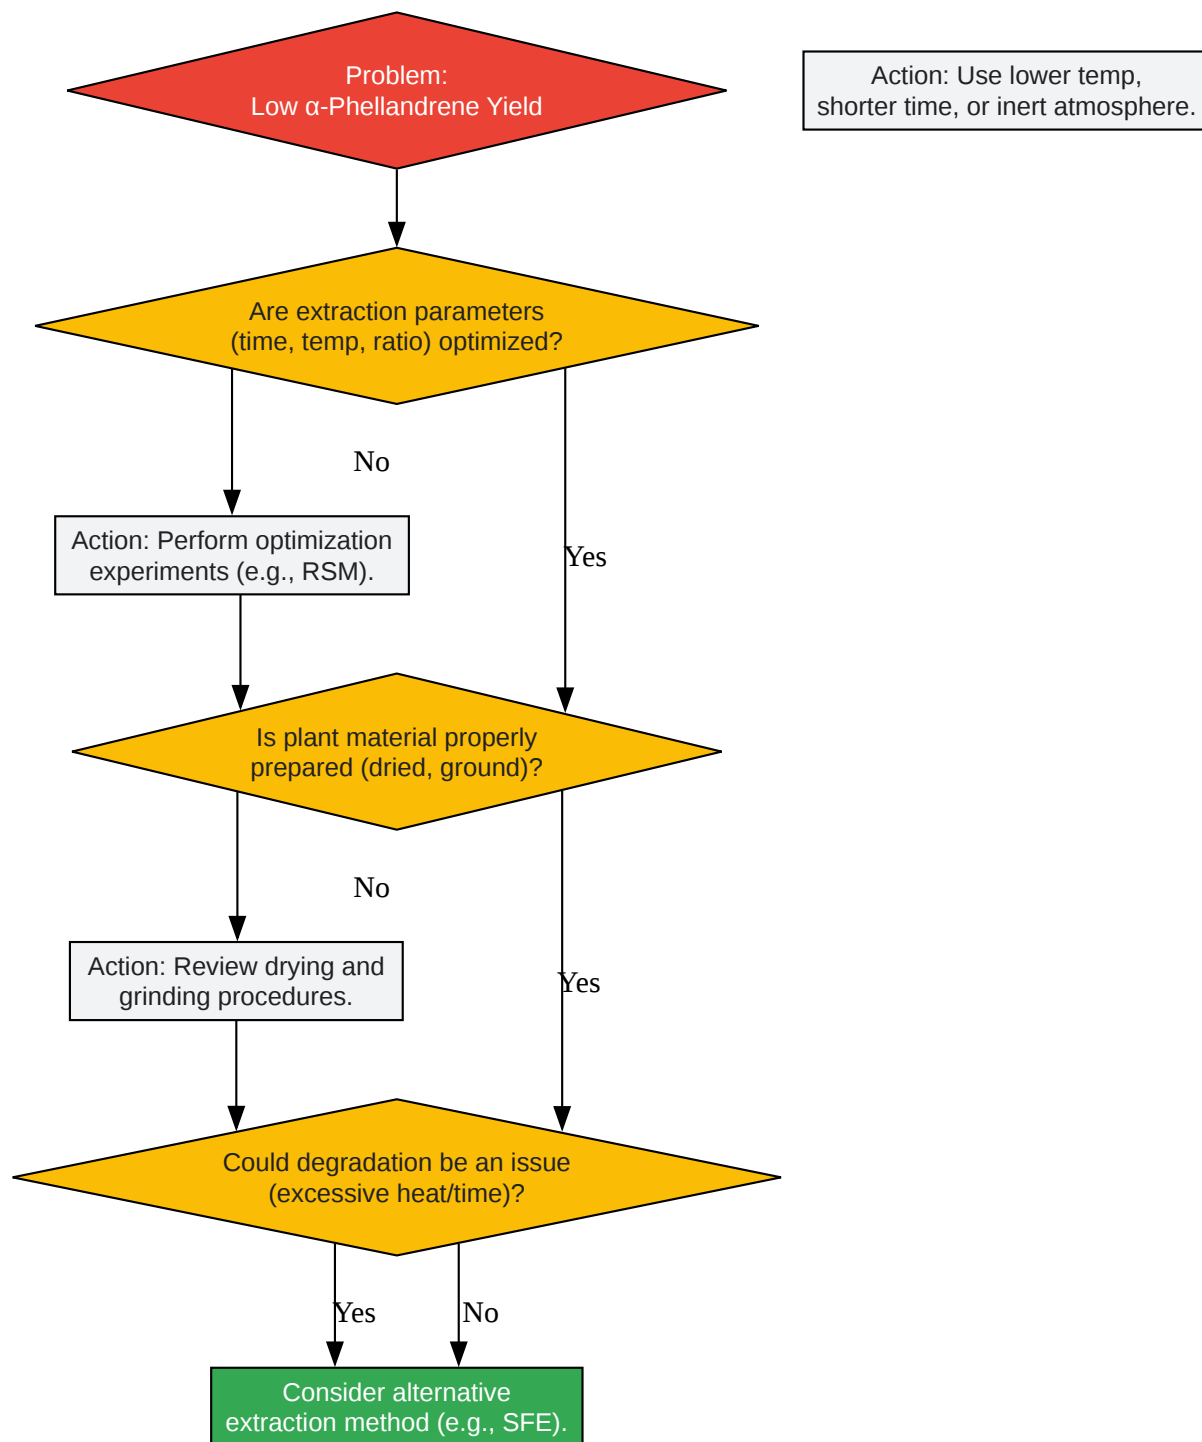 Problem:
Low α-Phellandrene Yield
Action: Use lower temp,
shorter time, or inert atmosphere.
Are extraction parameters
(time, temp, ratio) optimized?
No
Action: Perform optimization
experiments (e.g., RSM).
Yes
Is plant material properly
prepared (dried, ground)?
No
Action: Review drying and
grinding procedures.
Yes
Could degradation be an issue
(excessive heat/time)?
Yes
No
Consider alternative
extraction method (e.g., SFE).